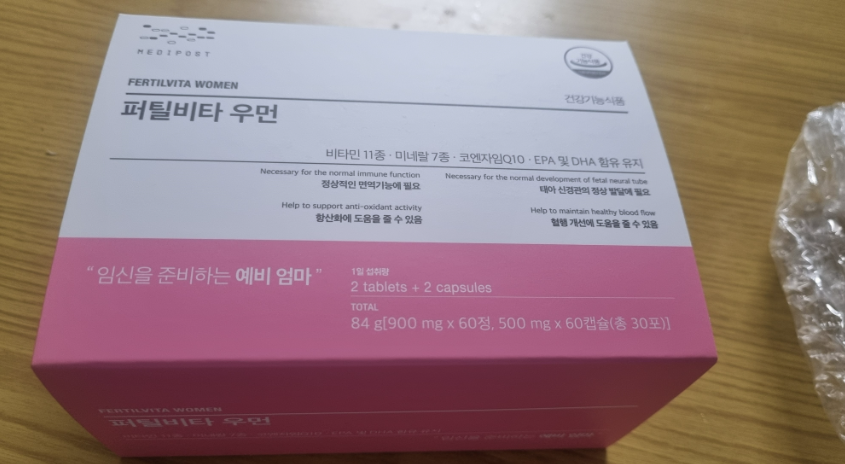 MEDIPOST
FERTILVITA WOMEN
퍼틸비타 우먼
건강
기능식품
건강기능식품
비타민 11종 · 미네랄 7종 · 코엔자임Q10 · EPA 및 DHA 함유 유지
Necessary for the normal immune function
정상적인 면역기능에 필요
Necessary for the normal development of fetal neural tube
태아 신경관의 정상 발달에 필요
Help to support anti-oxidant activity
항산화에 도움을 줄 수 있음
Help to maintain healthy blood flow
혈행 개선에 도움을 줄 수 있음
“임신을 준비하는 예비 엄마”
1일 섭취량
2 tablets + 2 capsules
TOTAL
84 g[900 mg x 60정, 500 mg x 60캡슐(총 30포)]
FERTILVITA WOMEN
퍼틸비타 우먼